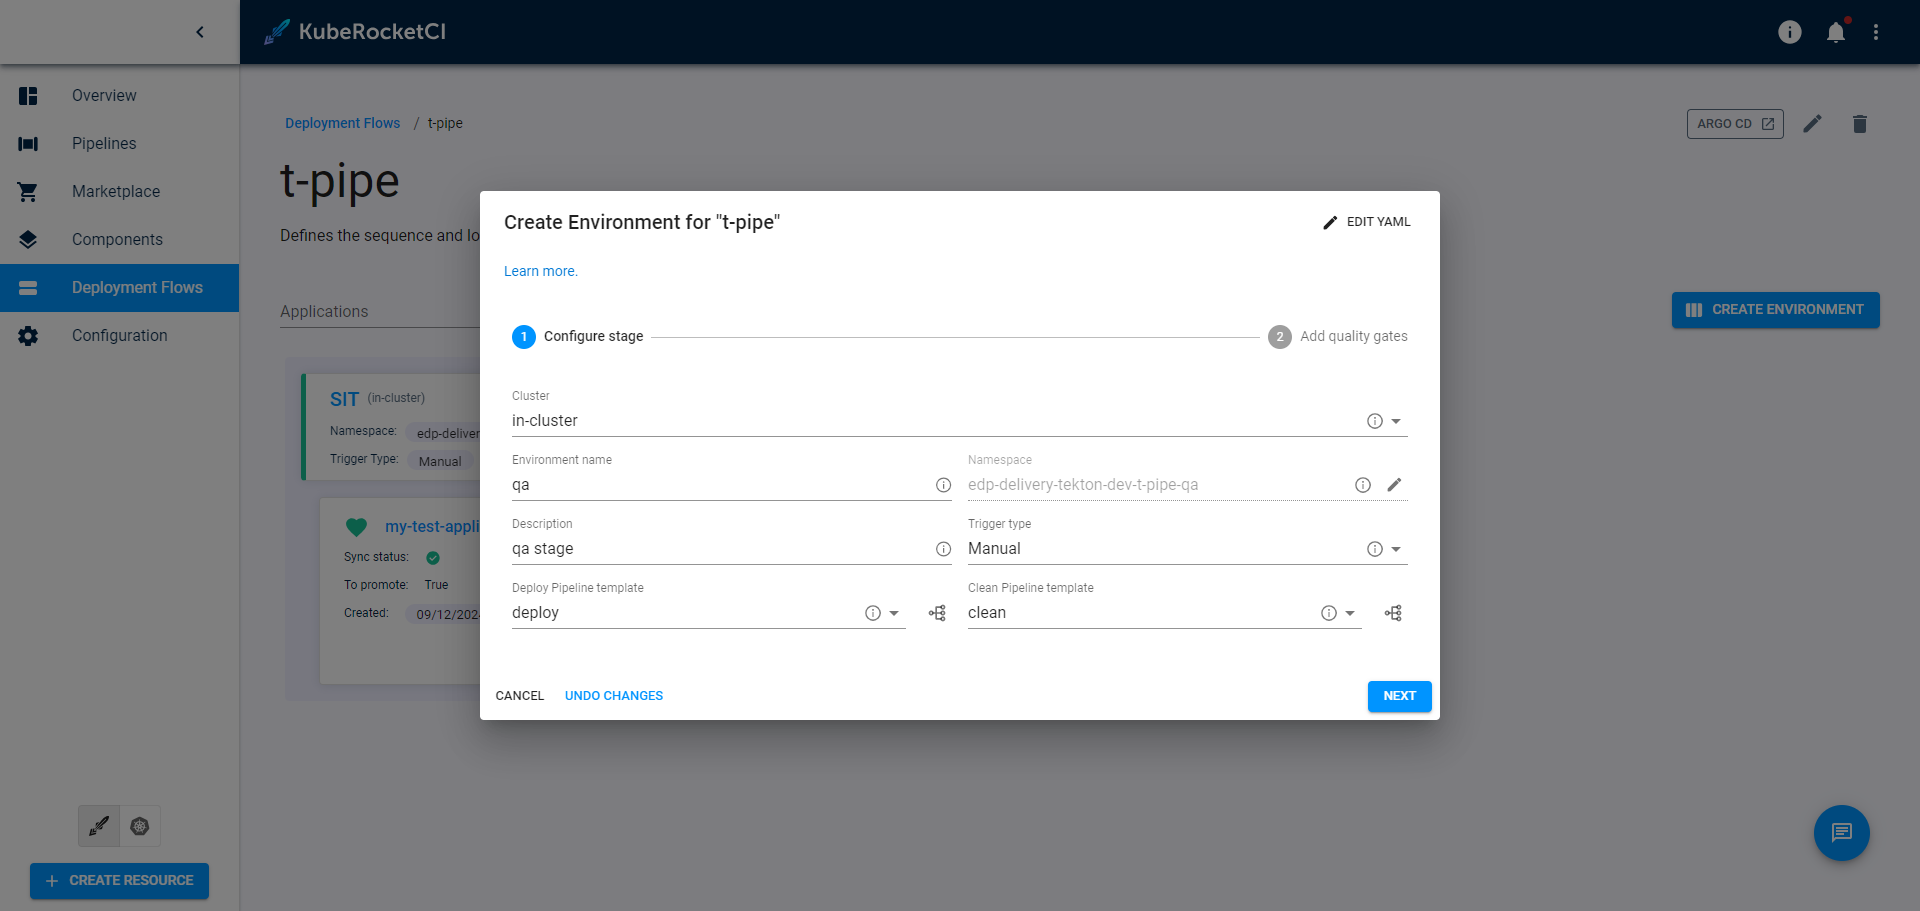 KubeRocketCI
Overview
Pipelines
Marketplace
Components
Deployment Flows
Configuration
CREATE RESOURCE
Deployment Flows / t-pipe
ARGO CD
t-pipe
Defines the sequence and lo
Applications
CREATE ENVIRONMENT
SIT (in-cluster)
Namespace: edp-deliver
Trigger Type: Manual
my-test-appli
Sync status:
To promote: True
Created: 09/12/202
Create Environment for "t-pipe"
EDIT YAML
Learn more.
1 Configure stage
2 Add quality gates
Cluster
in-cluster
Environment name
qa
Namespace
edp-delivery-tekton-dev-t-pipe-qa
Description
qa stage
Trigger type
Manual
Deploy Pipeline template
deploy
Clean Pipeline template
clean
CANCEL
UNDO CHANGES
NEXT